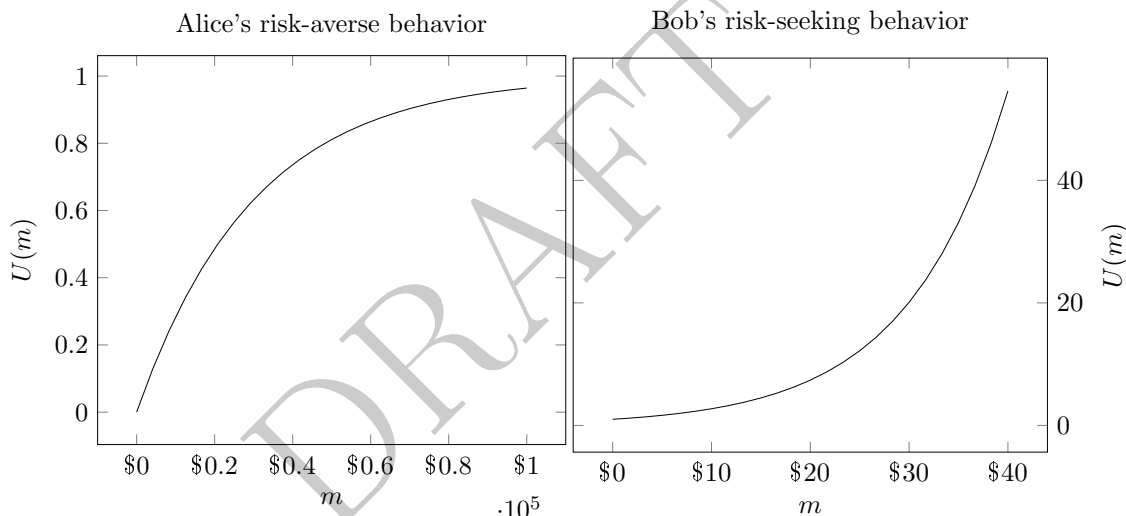 Alice's risk-averse behavior
1
0.8
0.6
0.4
0.2
0
U(m)
$0 $0.2 $0.4 $0.6 $0.8 $1
m
·10^5
Bob's risk-seeking behavior
40
20
0
U(m)
$0 $10 $20 $30 $40
m
DRAFT